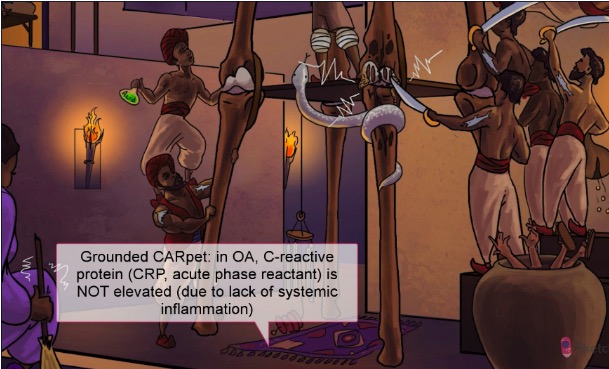 Grounded CARpet: in OA, C-reactive
protein (CRP, acute phase reactant) is
NOT elevated (due to lack of systemic
inflammation)